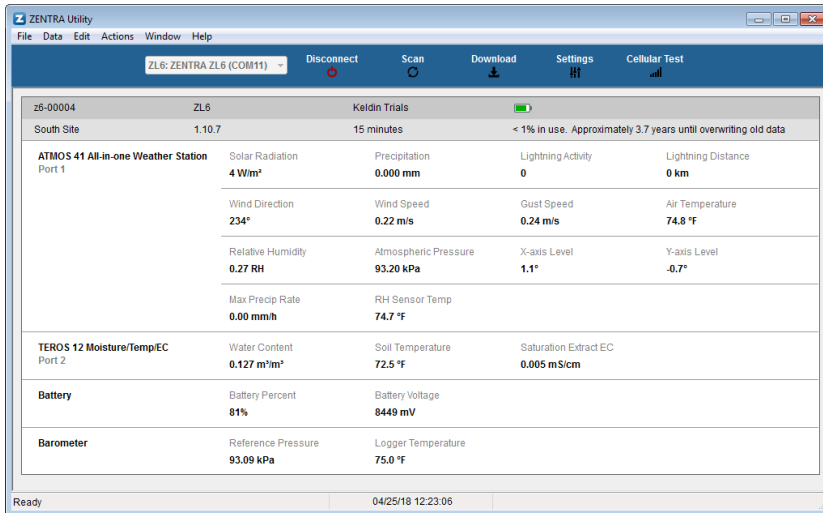 ZENTRA Utility
File Data Edit Actions Window Help
ZL6: ZENTRA ZL6 (COM11) Disconnect Scan Download Settings Cellular Test
z6-00004 ZL6 Keldin Trials
South Site 1.10.7 15 minutes < 1% in use. Approximately 3.7 years until overwriting old data
ATMOS 41 All-in-one Weather Station Solar Radiation Precipitation Lightning Activity Lightning Distance
Port 1 4 W/m² 0.000 mm 0 0 km
Wind Direction Wind Speed Gust Speed Air Temperature
234° 0.22 m/s 0.24 m/s 74.8 °F
Relative Humidity Atmospheric Pressure X-axis Level Y-axis Level
0.27 RH 93.20 kPa 1.1° -0.7°
Max Precip Rate RH Sensor Temp
0.00 mm/h 74.7 °F
TEROS 12 Moisture/Temp/EC Water Content Soil Temperature Saturation Extract EC
Port 2 0.127 m³/m³ 72.5 °F 0.005 mS/cm
Battery Battery Percent Battery Voltage
81% 8449 mV
Barometer Reference Pressure Logger Temperature
93.09 kPa 75.0 °F
Ready 04/25/18 12:23:06